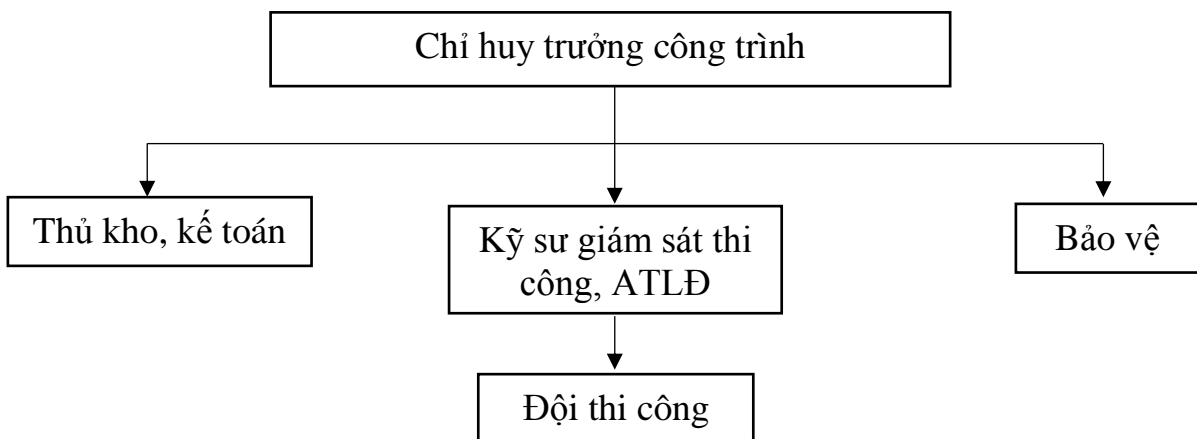 Chỉ huy trưởng công trình
Thủ kho, kế toán
Kỹ sư giám sát thi
công, ATLĐ
Bảo vệ
Đội thi công